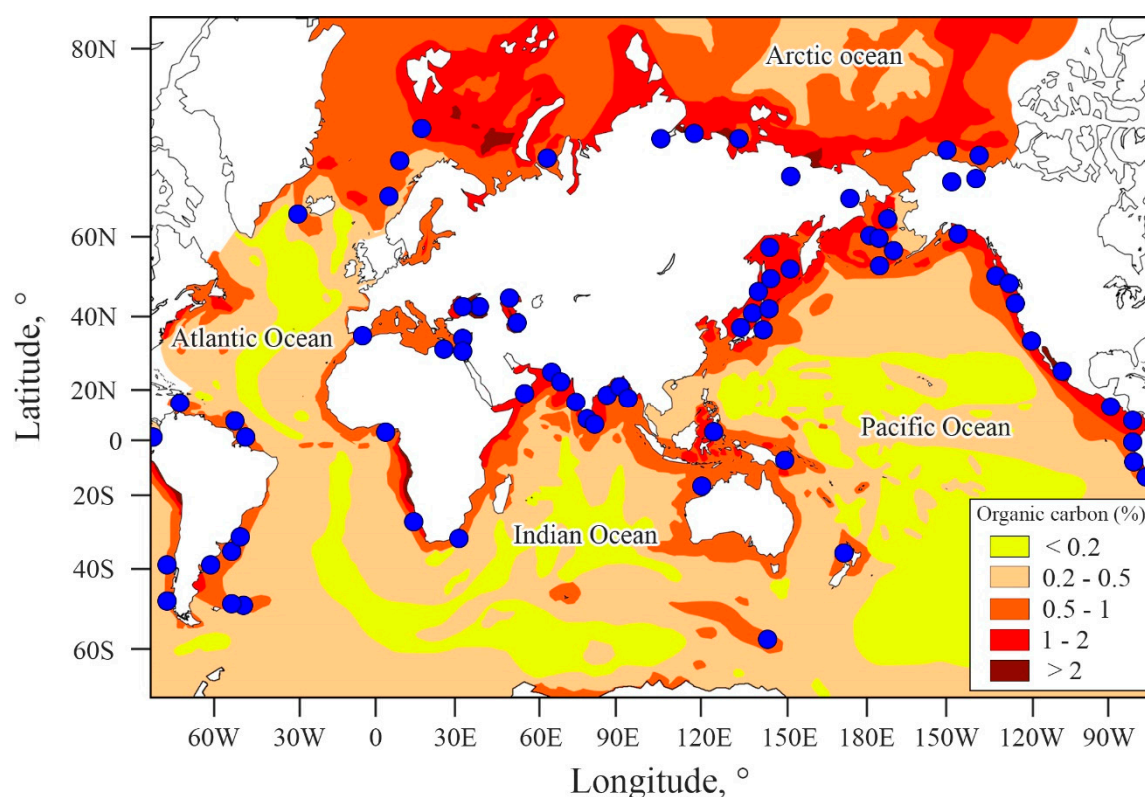 80N
60N
40N
20N
0
20S
40S
60S
Latitude, °
Arctic ocean
Atlantic Ocean
Pacific Ocean
Indian Ocean
Organic carbon (%)
< 0.2
0.2 - 0.5
0.5 - 1
1 - 2
> 2
60W 30W 0 30E 60E 90E 120E 150E 180E 150W 120W 90W
Longitude, °